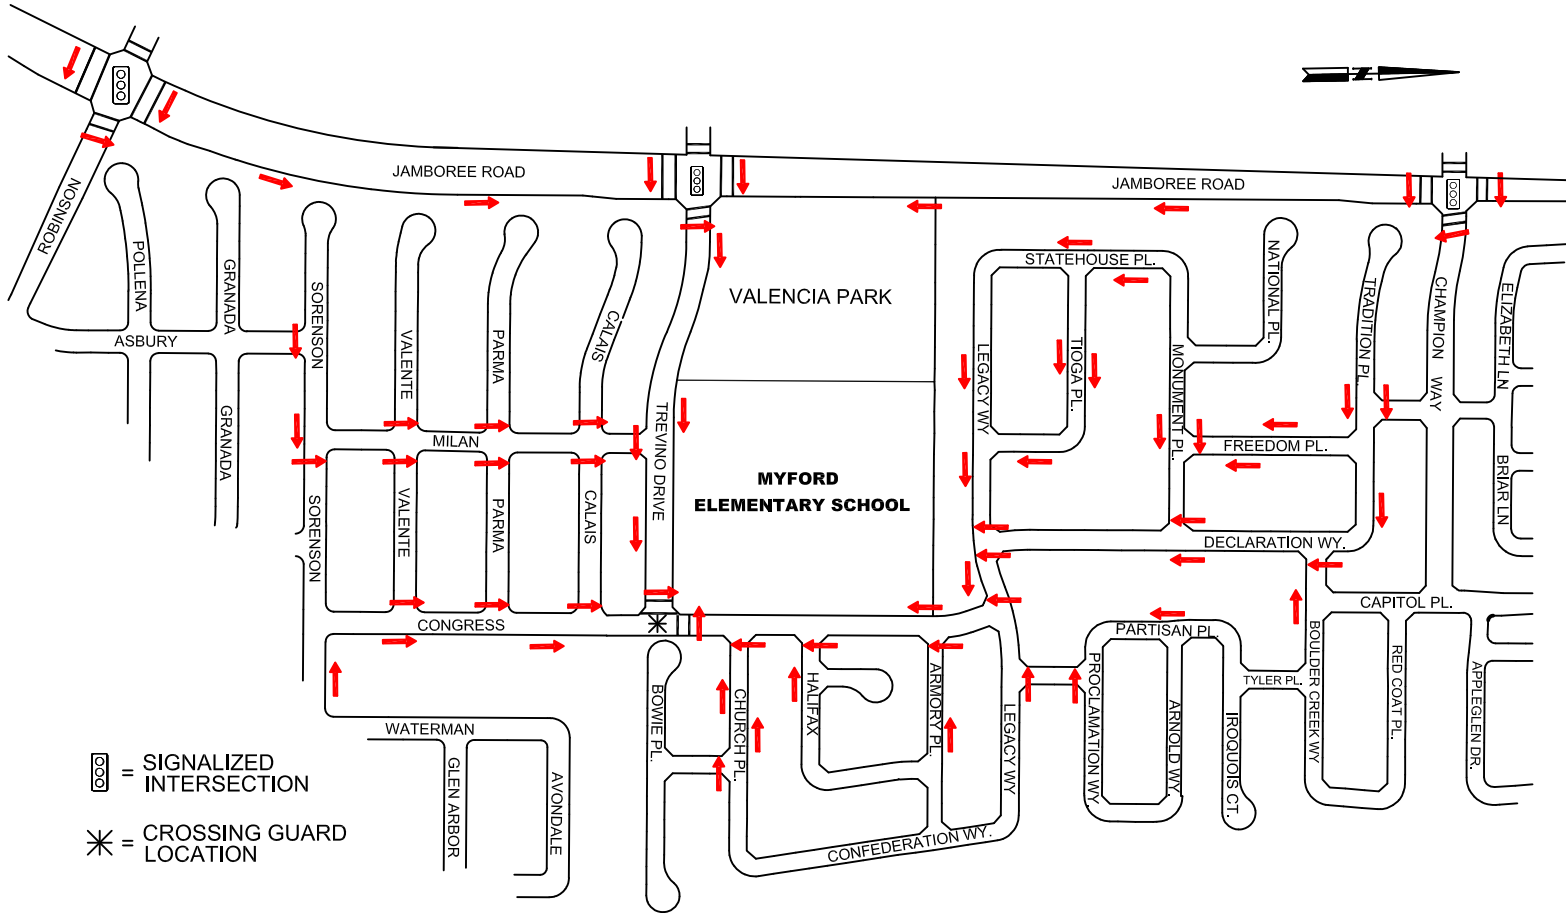 JAMBOREE ROAD
JAMBOREE ROAD
N
ROBINSON
POLLENA
GRANADA
SORENSON
ASBURY
VALENTE
PARMA
CALAIS
VALENCIA PARK
STATEHOUSE PL.
NATIONAL PL.
TRADITION PL.
CHAMPION WAY
ELIZABETH LN
LEGACY WY
TIOGA PL.
MONUMENT PL.
TREVINO DRIVE
MILAN
FREEDOM PL.
GRANADA
SORENSON
VALENTE
PARMA
CALAIS
MYFORD
ELEMENTARY SCHOOL
BRIAR LN
DECLARATION WY.
CAPITOL PL.
CONGRESS
PARTISAN PL.
TYLER PL.
BOWIE PL.
CHURCH PL.
HALIFAX
ARMORY PL.
LEGACY WY
PROCLAMATION WY.
ARNOLD WY.
IROQUOIS CT.
BOULDER CREEK WY
RED COAT PL.
APPLEGLEN DR.
WATERMAN
GLEN ARBOR
AVONDALE
CONFEDERATION WY.
= SIGNALIZED
INTERSECTION
= CROSSING GUARD
LOCATION